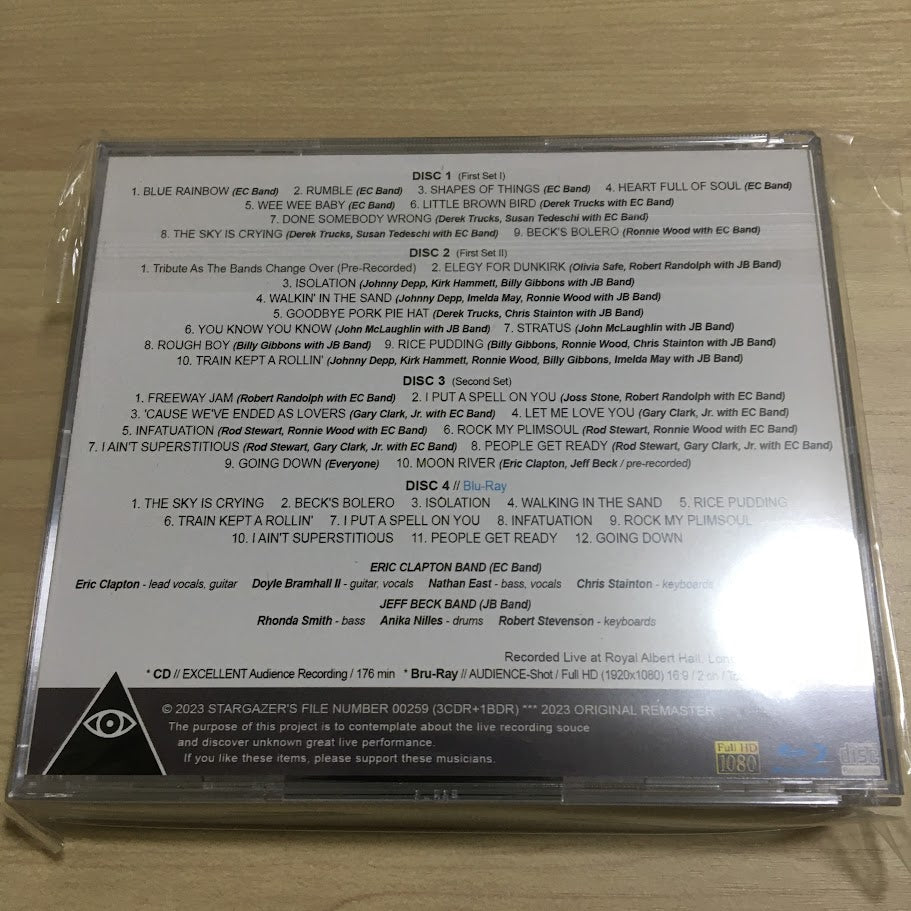 DISC 1 (First Set I)
1. BLUE RAINBOW (EC Band) 2. RUMBLE (EC Band) 3. SHAPES OF THINGS (EC Band) 4. HEART FULL OF SOUL (EC Band)
5. WEE WEE BABY (EC Band) 6. LITTLE BROWN BIRD (Derek Trucks with EC Band)
7. DONE SOMEBODY WRONG (Derek Trucks, Susan Tedeschi with EC Band)
8. THE SKY IS CRYING (Derek Trucks, Susan Tedeschi with EC Band) 9. BECK'S BOLERO (Ronnie Wood with EC Band)
DISC 2 (First Set II)
1. Tribute As The Bands Change Over (Pre-Recorded) 2. ELEGY FOR DUNKIRK (Olivia Safe, Robert Randolph with JB Band)
3. ISOLATION (Johnny Depp, Kirk Hammett, Billy Gibbons with JB Band)
4. WALKIN' IN THE SAND (Johnny Depp, Imelda May, Ronnie Wood with JB Band)
5. GOODBYE PORK PIE HAT (Derek Trucks, Chris Stainton with JB Band)
6. YOU KNOW YOU KNOW (John McLaughlin with JB Band) 7. STRATUS (John McLaughlin with JB Band)
8. ROUGH BOY (Billy Gibbons with JB Band) 9. RICE PUDDING (Billy Gibbons, Ronnie Wood, Chris Stainton with JB Band)
10. TRAIN KEPT A ROLLIN' (Johnny Depp, Kirk Hammett, Ronnie Wood, Billy Gibbons, Imelda May with JB Band)
DISC 3 (Second Set)
1. FREEWAY JAM (Robert Randolph with EC Band) 2. I PUT A SPELL ON YOU (Joss Stone, Robert Randolph with EC Band)
3. 'CAUSE WE'VE ENDED AS LOVERS (Gary Clark, Jr. with EC Band) 4. LET ME LOVE YOU (Gary Clark, Jr. with EC Band)
5. INFATUATION (Rod Stewart, Ronnie Wood with EC Band) 6. ROCK MY PLIMSOUL (Rod Stewart, Ronnie Wood with EC Band)
7. I AIN'T SUPERSTITIOUS (Rod Stewart, Gary Clark, Jr. with EC Band) 8. PEOPLE GET READY (Rod Stewart, Gary Clark, Jr. with EC Band)
9. GOING DOWN (Everyone) 10. MOON RIVER (Eric Clapton, Jeff Beck / pre-recorded)
DISC 4 // Blu-Ray
1. THE SKY IS CRYING 2. BECK'S BOLERO 3. ISOLATION 4. WALKING IN THE SAND 5. RICE PUDDING
6. TRAIN KEPT A ROLLIN' 7. I PUT A SPELL ON YOU 8. INFATUATION 9. ROCK MY PLIMSOUL
10. I AIN'T SUPERSTITIOUS 11. PEOPLE GET READY 12. GOING DOWN
ERIC CLAPTON BAND (EC Band)
Eric Clapton - lead vocals, guitar Doyle Bramhall II - guitar, vocals Nathan East - bass, vocals Chris Stainton - keyboards
JEFF BECK BAND (JB Band)
Rhonda Smith - bass Anika Nilles - drums Robert Stevenson - keyboards
Recorded Live at Royal Albert Hall,
* CD // EXCELLENT Audience Recording / 176 min * Bru-Ray // AUDIENCE-Shot / Full HD (1920x1080) 16:9 /
© 2023 STARGAZER'S FILE NUMBER 00259 (3CDR+1BDR) *** 2023 ORIGINAL REMASTER
The purpose of this project is to contemplate about the live recording souce
and discover unknown great live performance.
If you like these items, please support these musicians.
Full HD
1080
disc